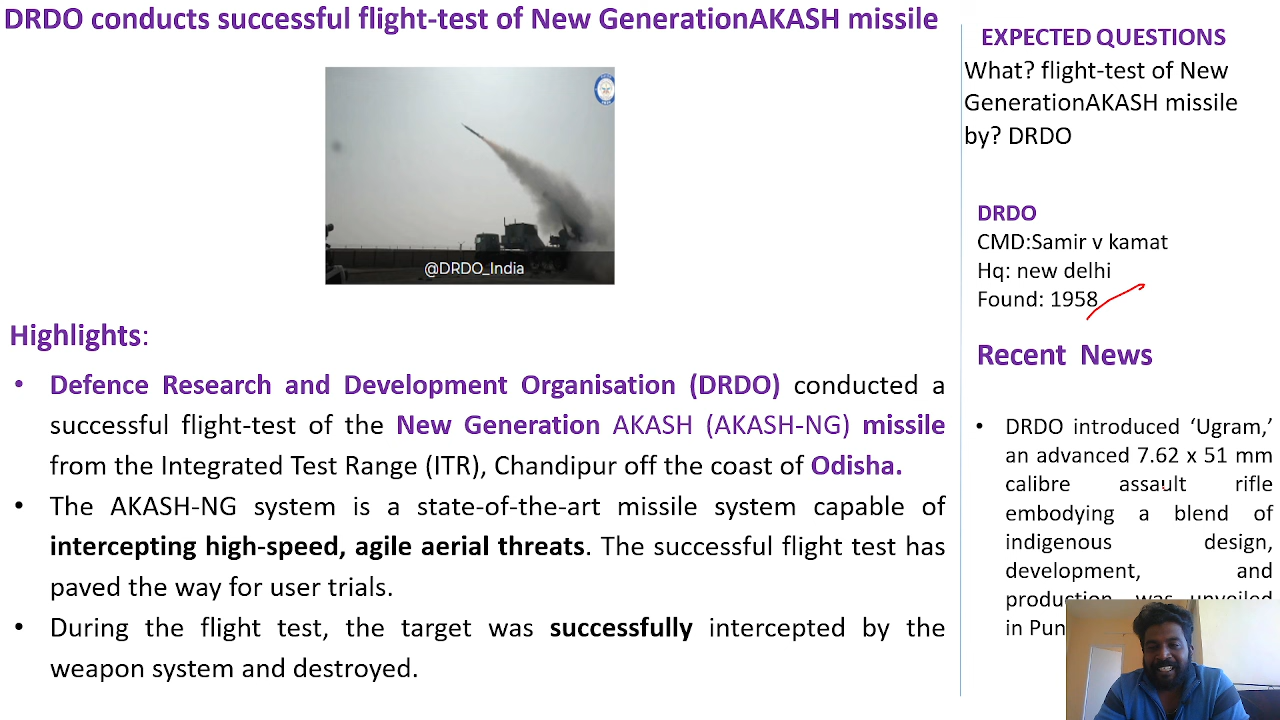 DRDO conducts successful flight-test of New GenerationAKASH missile
@DRDO_India
Highlights:
• Defence Research and Development Organisation (DRDO) conducted a
successful flight-test of the New Generation AKASH (AKASH-NG) missile
from the Integrated Test Range (ITR), Chandipur off the coast of Odisha.
• The AKASH-NG system is a state-of-the-art missile system capable of
intercepting high-speed, agile aerial threats. The successful flight test has
paved the way for user trials.
• During the flight test, the target was successfully intercepted by the
weapon system and destroyed.
EXPECTED QUESTIONS
What? flight-test of New
GenerationAKASH missile
by? DRDO
DRDO
CMD:Samir v kamat
Hq: new delhi
Found: 1958
Recent News
• DRDO introduced ‘Ugram,’
an advanced 7.62 x 51 mm
calibre assault rifle
embodying a blend of
indigenous design,
development, and
production, was unveiled
in